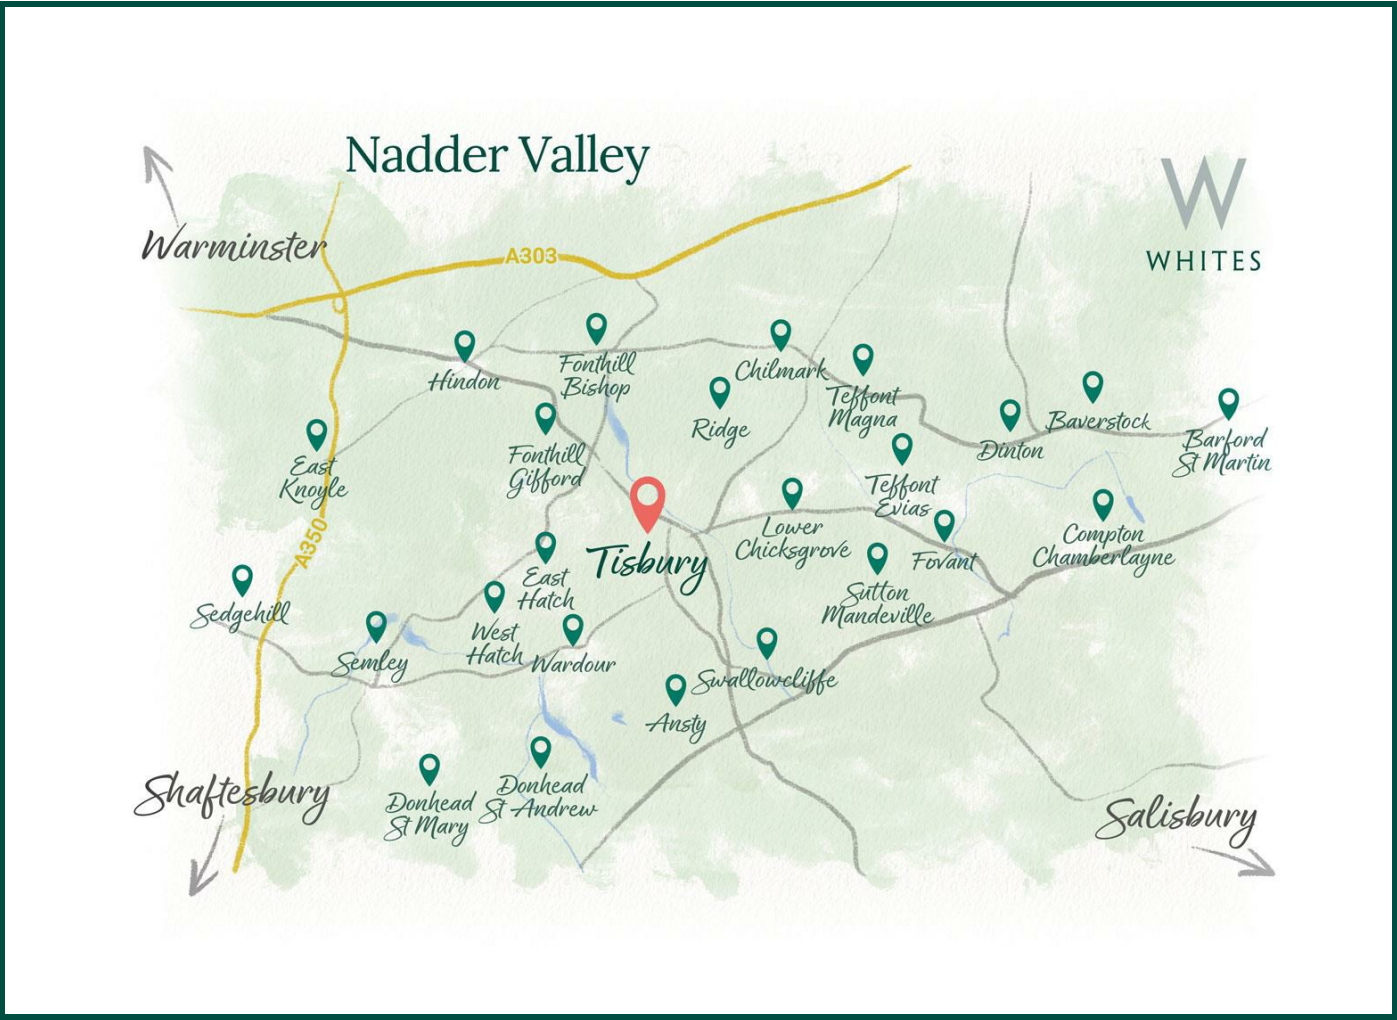 Nadder Valley
W
WHITES
Warminster
A303
Hindon
Fonthill
Bishop
Chilmark
Teffont
Magna
Ridge
Baverstock
Dinton
Barford
St Martin
East
Knoyle
Fonthill
Gifford
Teffont
Evias
A350
Tisbury
Lower
Chicksgrove
Fovant
Compton
Chamberlayne
Sedgehill
East
Hatch
Sutton
Mandeville
Semley
West
Hatch
Wardour
Swallowcliffe
Ansty
Shaftesbury
Donhead
St Mary
Donhead
St Andrew
Salisbury